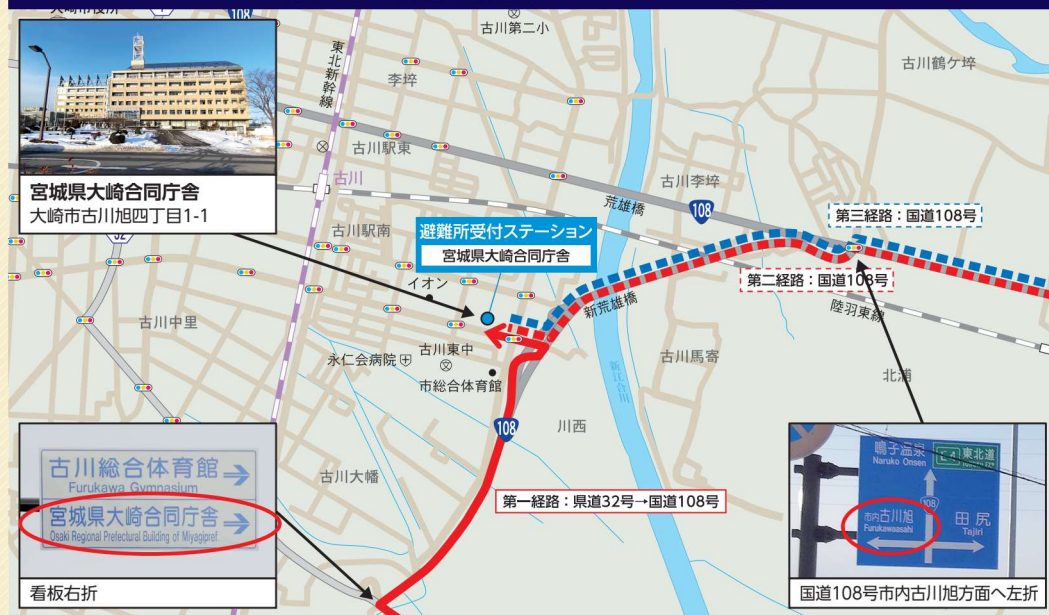 大崎市役所
108
古川第二小
古川鶴ケ埣
東北新幹線
李埣
古川駅東
古川
古川李埣
荒雄橋
108
宮城県大崎合同庁舎
大崎市古川旭四丁目1-1
32
古川駅南
避難所受付ステーション
宮城県大崎合同庁舎
第三経路：国道108号
第二経路：国道108号
イオン
新荒雄橋
陸羽東線
古川中里
古川東中
永仁会病院
市総合体育館
古川馬寄
新江合川
北浦
108
川西
古川大幡
第一経路：県道32号→国道108号
古川総合体育館
Furukawa Gymnasium
宮城県大崎合同庁舎
Osaki Regional Prefectural Building of Miyagipref.
看板右折
鳴子温泉
Naruko Onsen
E4 東北道
TOHOKU EXPWY
108
市内古川旭
Furukawaasahi
田尻
Tajiri
国道108号市内古川旭方面へ左折